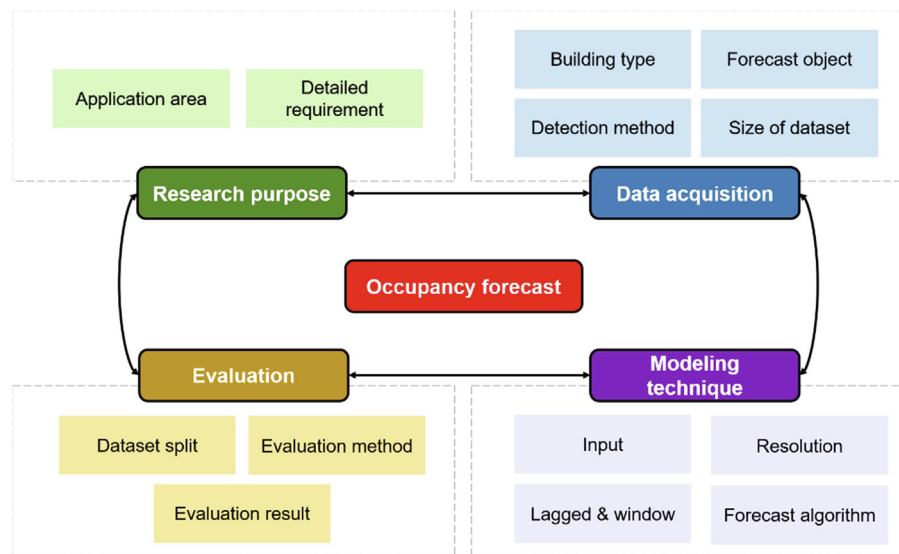 Application area
Detailed
requirement
Building type
Forecast object
Detection method
Size of dataset
Research purpose
Data acquisition
Occupancy forecast
Evaluation
Modeling
technique
Dataset split
Evaluation method
Evaluation result
Input
Resolution
Lagged & window
Forecast algorithm